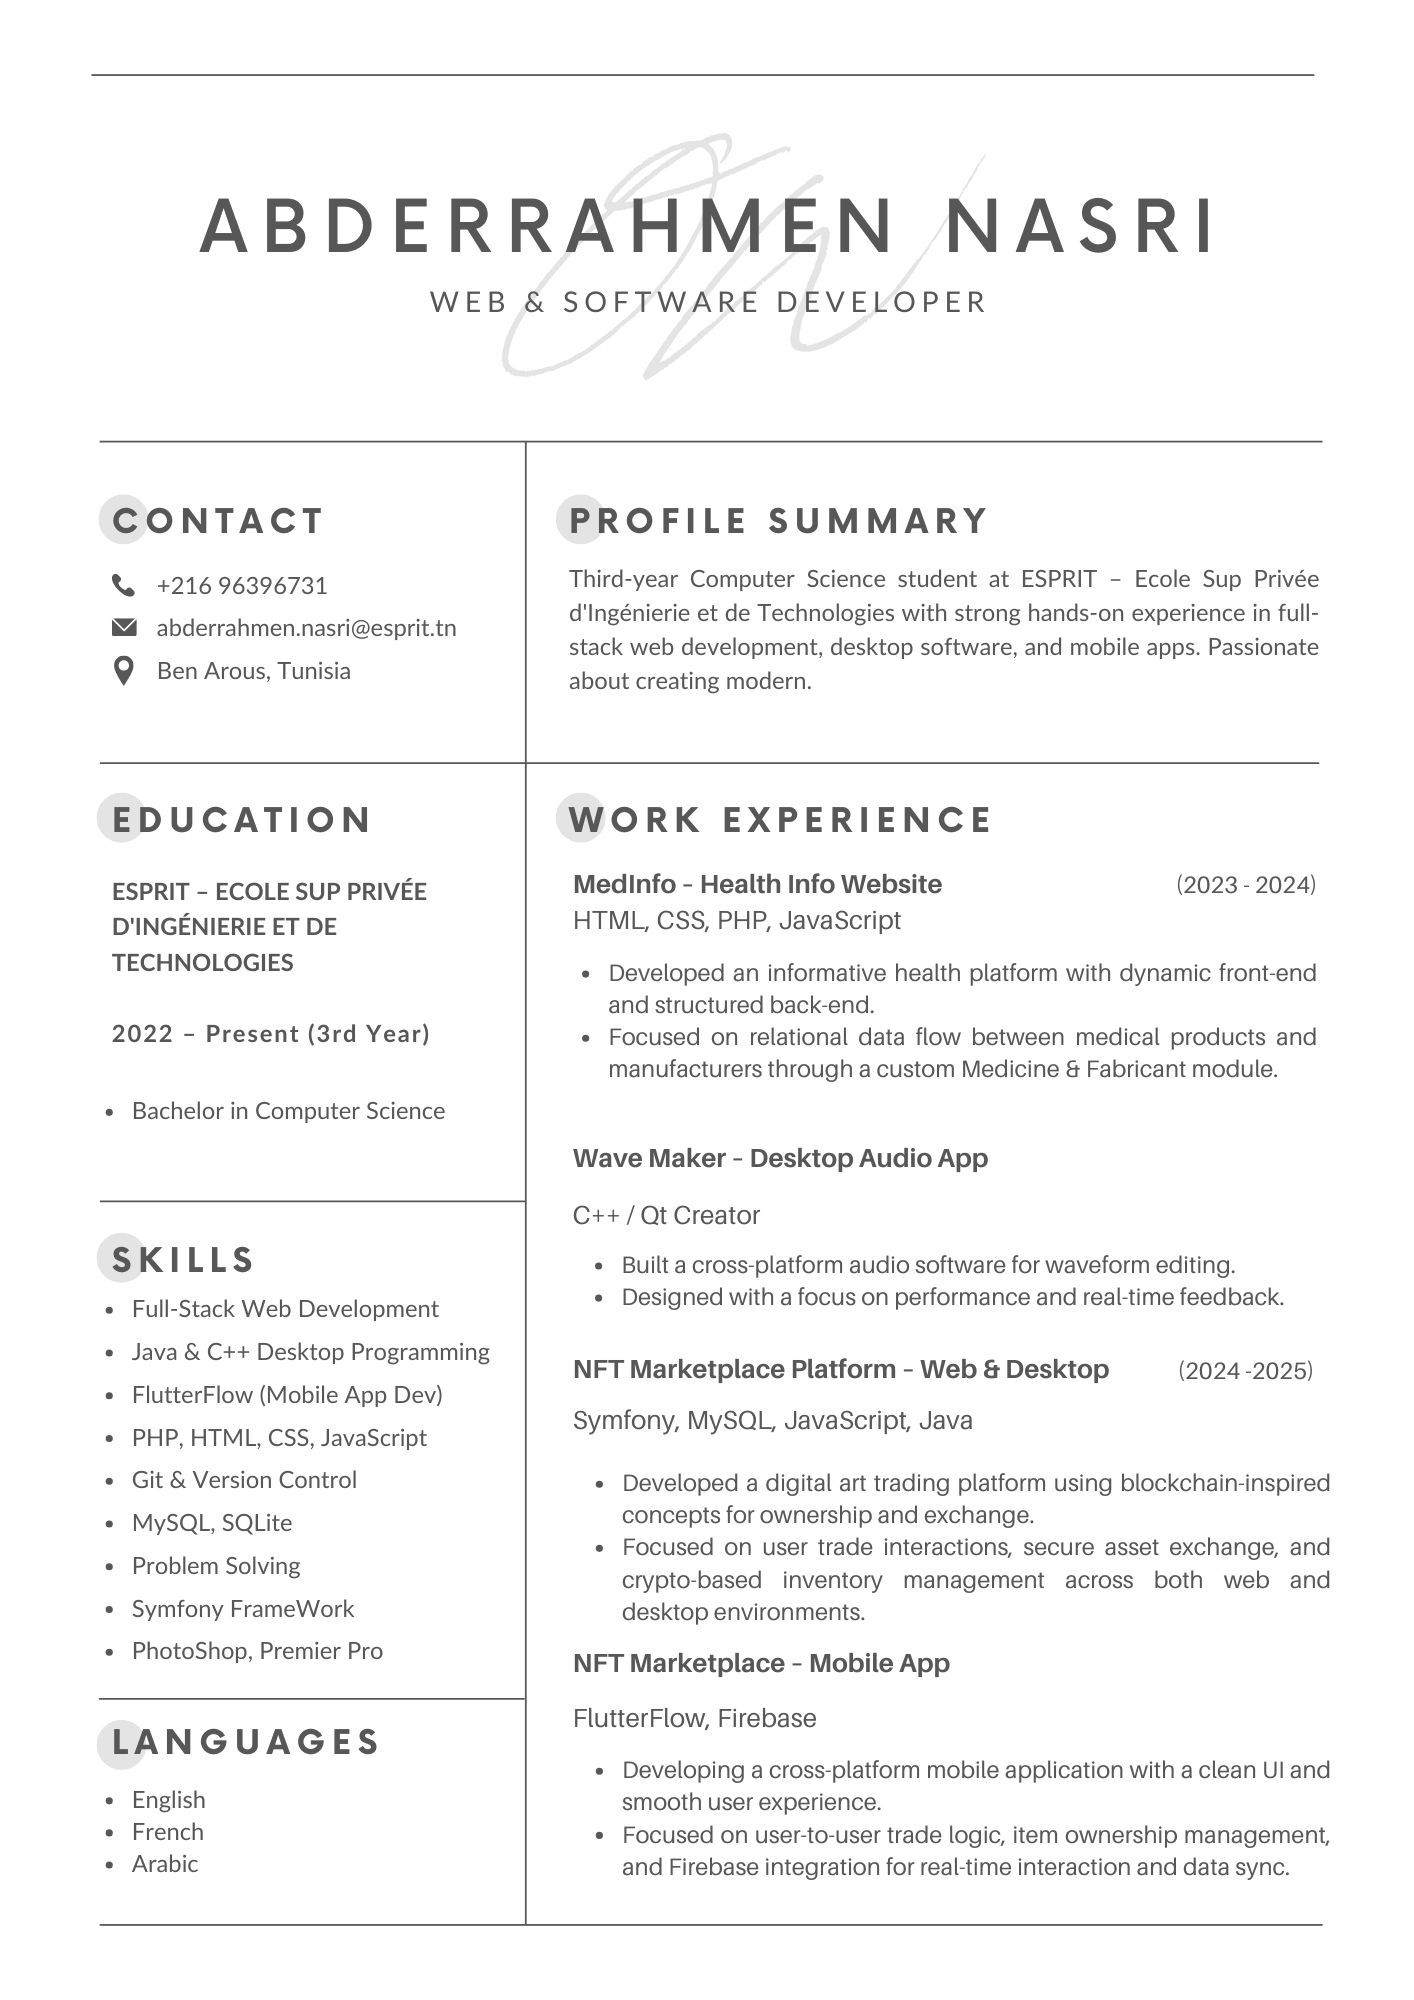 ABDERRAHMEN NASRI
WEB & SOFTWARE DEVELOPER
CONTACT
+216 96396731
abderrahmen.nasri@esprit.tn
Ben Arous, Tunisia
PROFILE SUMMARY
Third-year Computer Science student at ESPRIT – Ecole Sup Privée
d'Ingénierie et de Technologies with strong hands-on experience in full-
stack web development, desktop software, and mobile apps. Passionate
about creating modern.
EDUCATION
ESPRIT – ECOLE SUP PRIVÉE
D'INGÉNIERIE ET DE
TECHNOLOGIES
2022 – Present (3rd Year)
• Bachelor in Computer Science
SKILLS
• Full-Stack Web Development
• Java & C++ Desktop Programming
• FlutterFlow (Mobile App Dev)
• PHP, HTML, CSS, JavaScript
• Git & Version Control
• MySQL, SQLite
• Problem Solving
• Symfony FrameWork
• PhotoShop, Premier Pro
LANGUAGES
• English
• French
• Arabic
WORK EXPERIENCE
MedInfo – Health Info Website (2023 - 2024)
HTML, CSS, PHP, JavaScript
• Developed an informative health platform with dynamic front-end
and structured back-end.
• Focused on relational data flow between medical products and
manufacturers through a custom Medicine & Fabricant module.
Wave Maker – Desktop Audio App
C++ / Qt Creator
• Built a cross-platform audio software for waveform editing.
• Designed with a focus on performance and real-time feedback.
NFT Marketplace Platform – Web & Desktop (2024 -2025)
Symfony, MySQL, JavaScript, Java
• Developed a digital art trading platform using blockchain-inspired
concepts for ownership and exchange.
• Focused on user trade interactions, secure asset exchange, and
crypto-based inventory management across both web and
desktop environments.
NFT Marketplace – Mobile App
FlutterFlow, Firebase
• Developing a cross-platform mobile application with a clean UI and
smooth user experience.
• Focused on user-to-user trade logic, item ownership management,
and Firebase integration for real-time interaction and data sync.